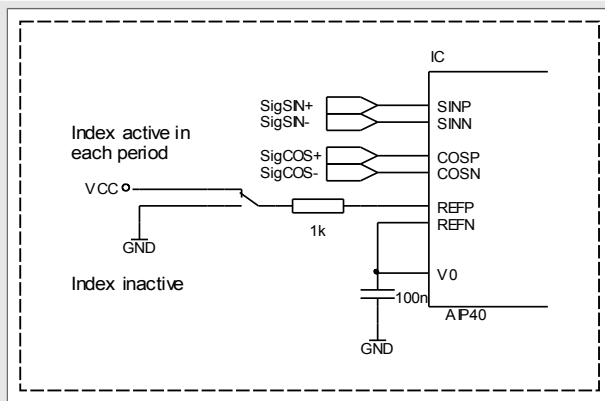 IC
SigSIN+
SINP
SigSIN-
SINN
Index active in
each period
SigCOS+
COSP
SigCOS-
COSN
VCC
REFP
REFN
1k
GND
Index inactive
V0
100n
AIP40
GND